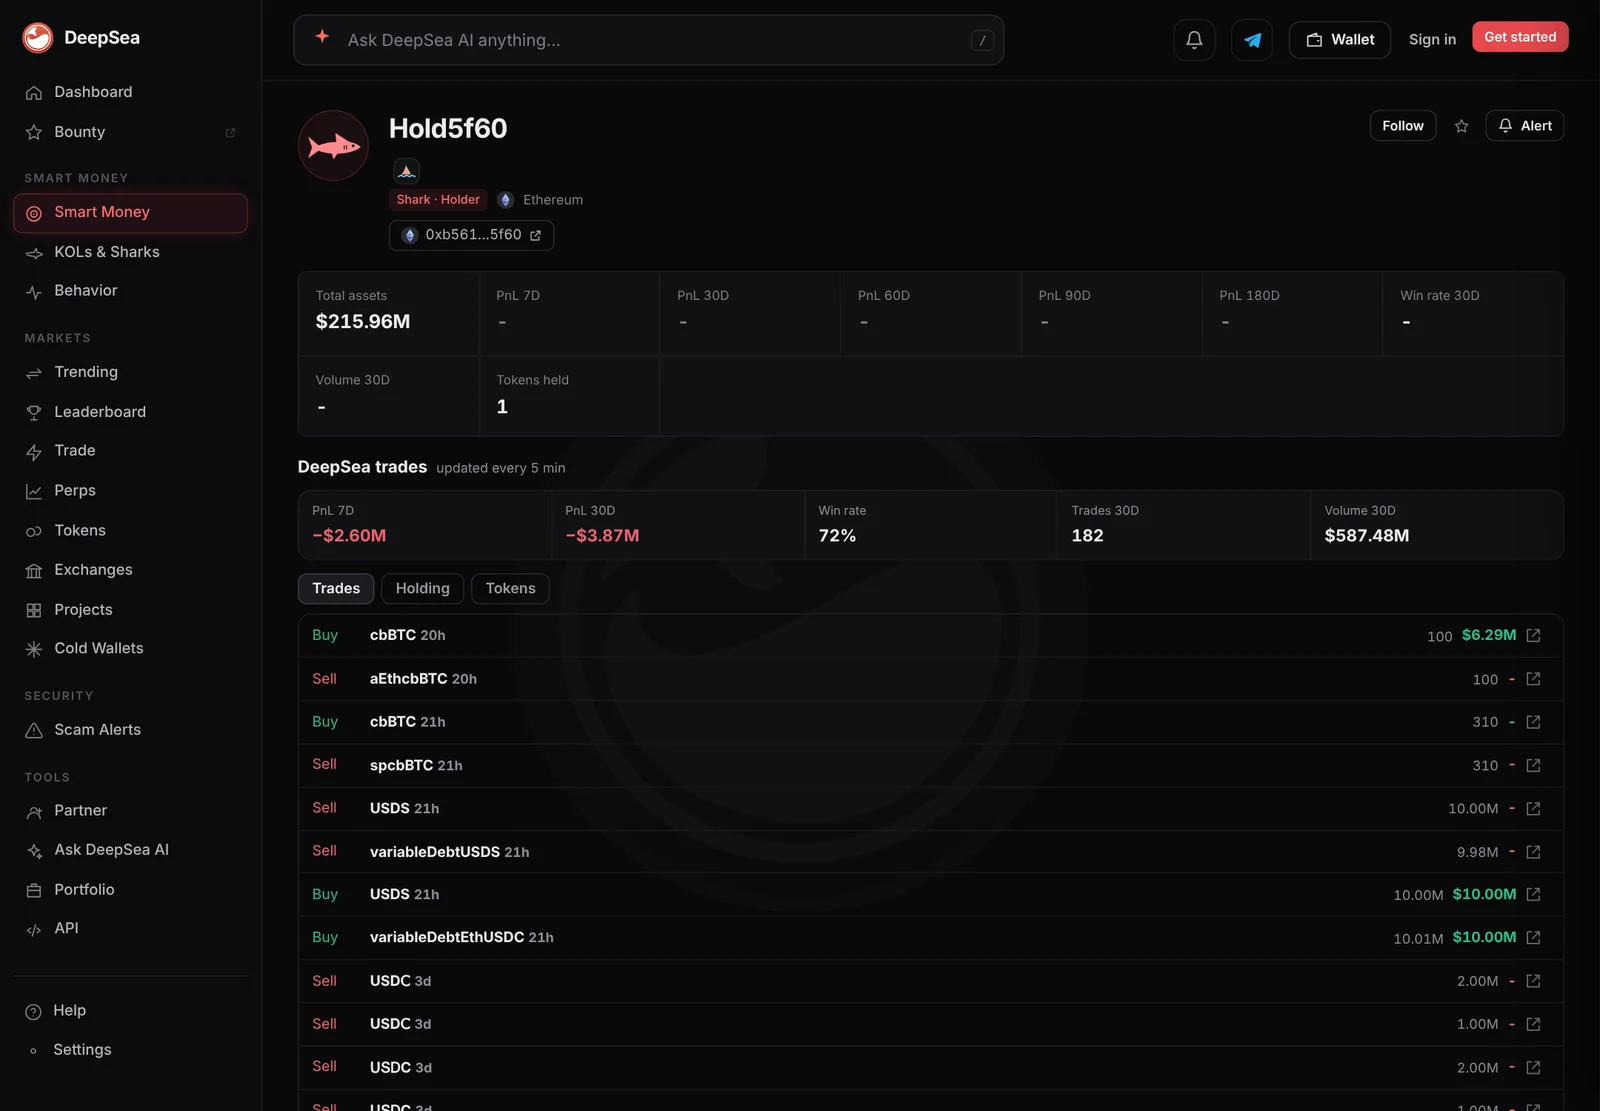 DeepSea
Dashboard
Bounty
SMART MONEY
Smart Money
KOLs & Sharks
Behavior
MARKETS
Trending
Leaderboard
Trade
Perps
Tokens
Exchanges
Projects
Cold Wallets
SECURITY
Scam Alerts
TOOLS
Partner
Ask DeepSea AI
Portfolio
API
Help
Settings
Ask DeepSea AI anything... /
Wallet
Sign in
Get started
Hold5f60
Follow
Alert
Shark · Holder
Ethereum
0xb561...5f60
Total assets
$215.96M
PnL 7D
-
PnL 30D
-
PnL 60D
-
PnL 90D
-
PnL 180D
-
Win rate 30D
-
Volume 30D
-
Tokens held
1
DeepSea trades updated every 5 min
PnL 7D
−$2.60M
PnL 30D
−$3.87M
Win rate
72%
Trades 30D
182
Volume 30D
$587.48M
Trades
Holding
Tokens
Buy cbBTC 20h 100 $6.29M
Sell aEthcbBTC 20h 100 -
Buy cbBTC 21h 310 -
Sell spcbBTC 21h 310 -
Sell USDS 21h 10.00M -
Sell variableDebtUSDS 21h 9.98M -
Buy USDS 21h 10.00M $10.00M
Buy variableDebtEthUSDC 21h 10.01M $10.00M
Sell USDC 3d 2.00M -
Sell USDC 3d 1.00M -
Sell USDC 3d 2.00M -
Sell USDC 3d 1.00M -